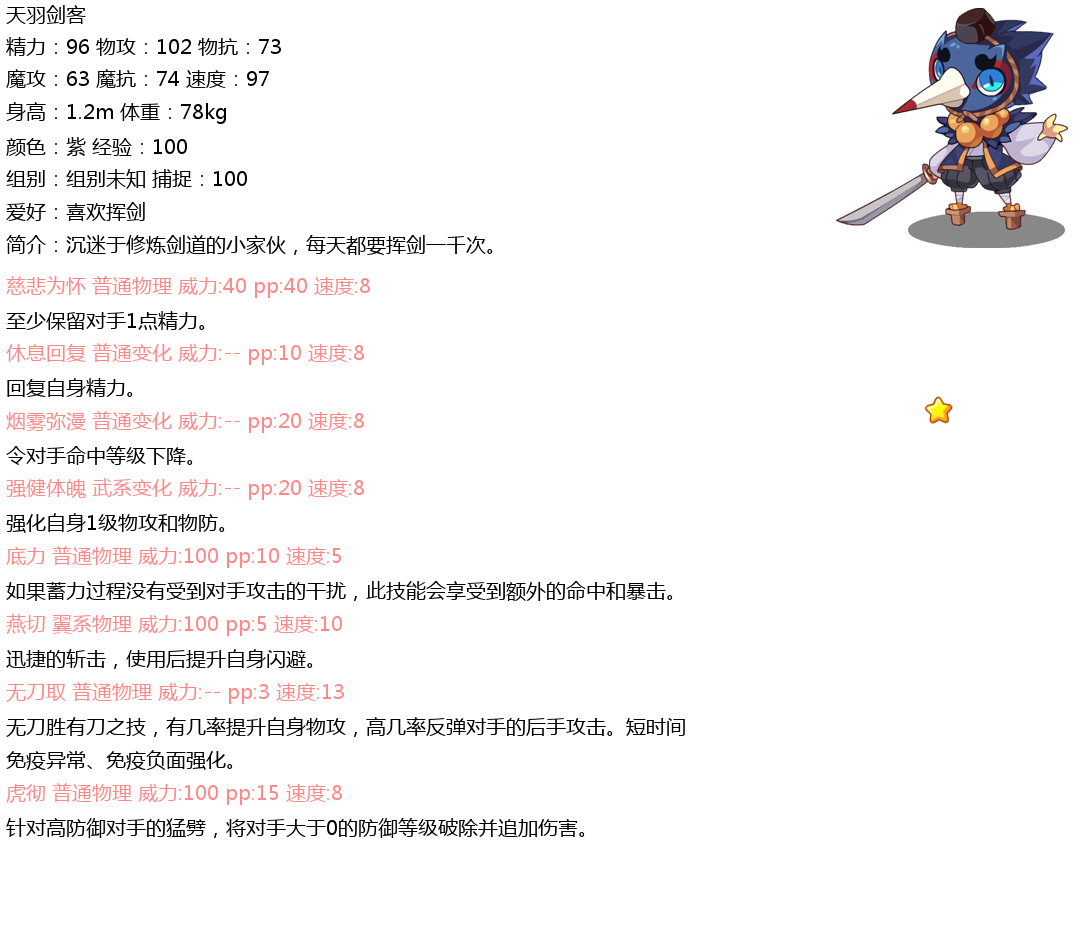 天羽剑客
精力：96 物攻：102 物抗：73
魔攻：63 魔抗：74 速度：97
身高：1.2m 体重：78kg
颜色：紫 经验：100
组别：组别未知 捕捉：100
爱好：喜欢挥剑
简介：沉迷于修炼剑道的小家伙，每天都要挥剑一千次。
慈悲为怀 普通物理 威力:40 pp:40 速度:8
至少保留对手1点精力。
休息回复 普通变化 威力:-- pp:10 速度:8
回复自身精力。
烟雾弥漫 普通变化 威力:-- pp:20 速度:8
令对手命中等级下降。
强健体魄 武系变化 威力:-- pp:20 速度:8
强化自身1级物攻和物防。
底力 普通物理 威力:100 pp:10 速度:5
如果蓄力过程没有受到对手攻击的干扰，此技能会享受到额外的命中和暴击。
燕切 翼系物理 威力:100 pp:5 速度:10
迅捷的斩击，使用后提升自身闪避。
无刀取 普通物理 威力:-- pp:3 速度:13
无刀胜有刀之技，有几率提升自身物攻，高几率反弹对手的后手攻击。短时间
免疫异常、免疫负面强化。
虎彻 普通物理 威力:100 pp:15 速度:8
针对高防御对手的猛劈，将对手大于0的防御等级破除并追加伤害。